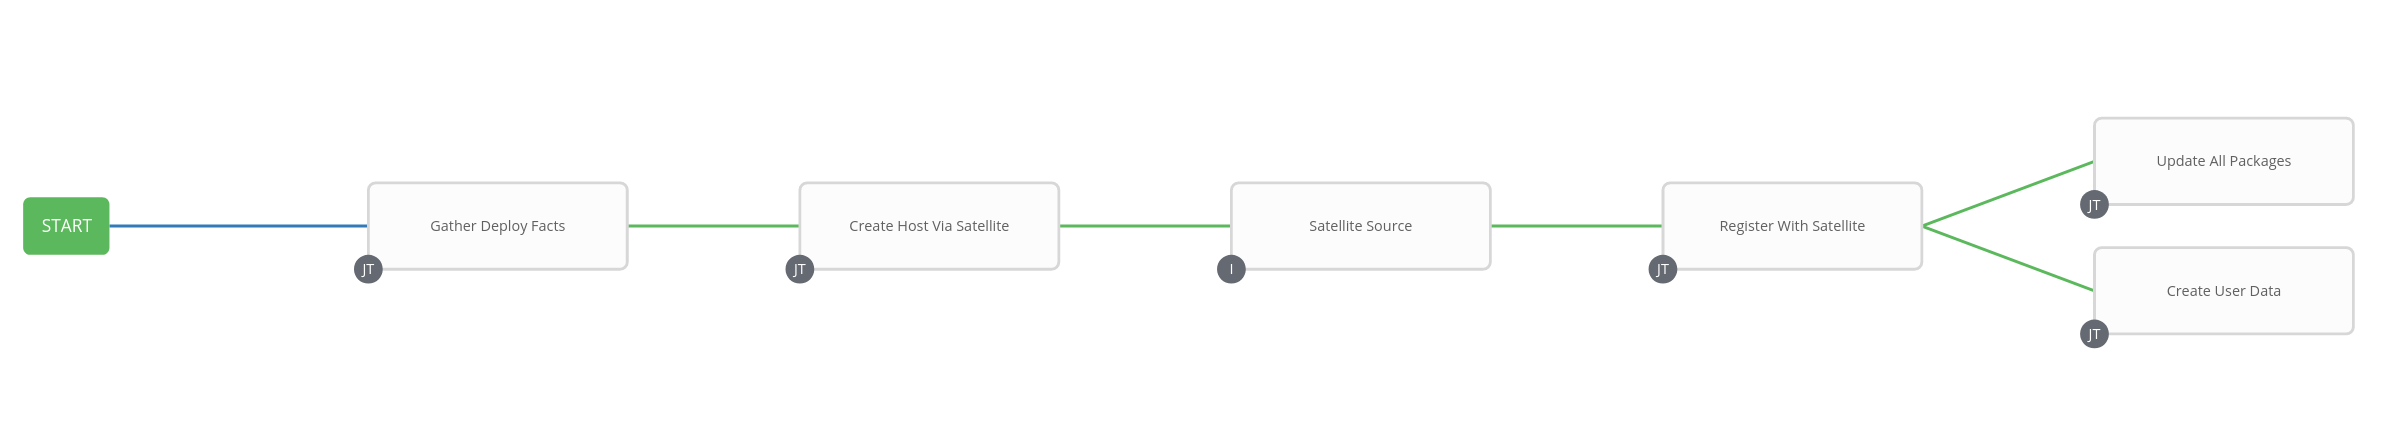 START
Gather Deploy Facts
JT
Create Host Via Satellite
JT
Satellite Source
I
Register With Satellite
JT
Update All Packages
JT
Create User Data
JT